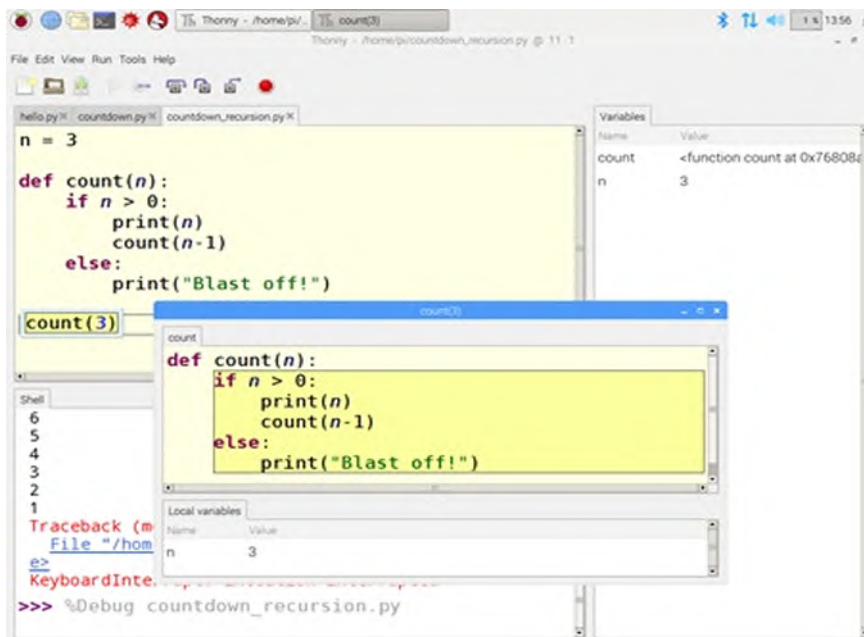 Thonny - /home/pi/..
count(3)
1 % 13:56
Thonny - /home/pi/countdown_recursion.py @ 11 : 1
File Edit View Run Tools Help
hello.py × countdown.py × countdown_recursion.py ×
n = 3
def count(n):
if n > 0:
print(n)
count(n-1)
else:
print("Blast off!")
count(3)
Variables
Name Value
count <function count at 0x76808a
n 3
count(3)
count
def count(n):
if n > 0:
print(n)
count(n-1)
else:
print("Blast off!")
Local variables
Name Value
n 3
Shell
6
5
4
3
2
1
Traceback (m
File "/hom
e>
KeyboardInte
>>> %Debug countdown_recursion.py